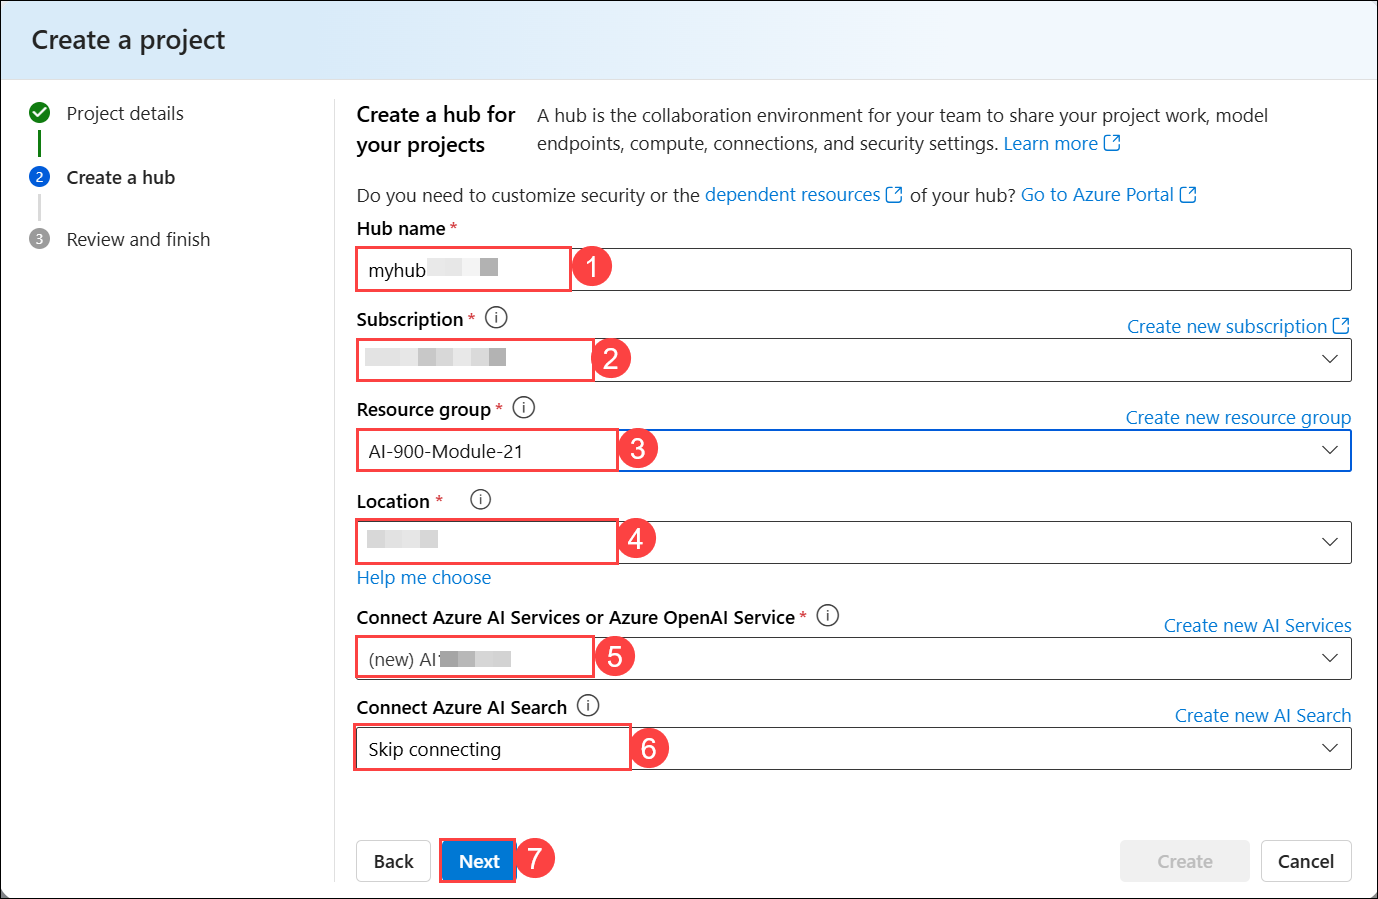 Create a project
Project details
2 Create a hub
3 Review and finish
Create a hub for
your projects
A hub is the collaboration environment for your team to share your project work, model
endpoints, compute, connections, and security settings. Learn more
Do you need to customize security or the dependent resources of your hub? Go to Azure Portal
Hub name *
myhub
1
Subscription *
Create new subscription
2
Resource group *
Create new resource group
AI-900-Module-21
3
Location *
4
Help me choose
Connect Azure AI Services or Azure OpenAI Service *
Create new AI Services
(new) AI
5
Connect Azure AI Search
Create new AI Search
Skip connecting
6
Back
Next
7
Create
Cancel